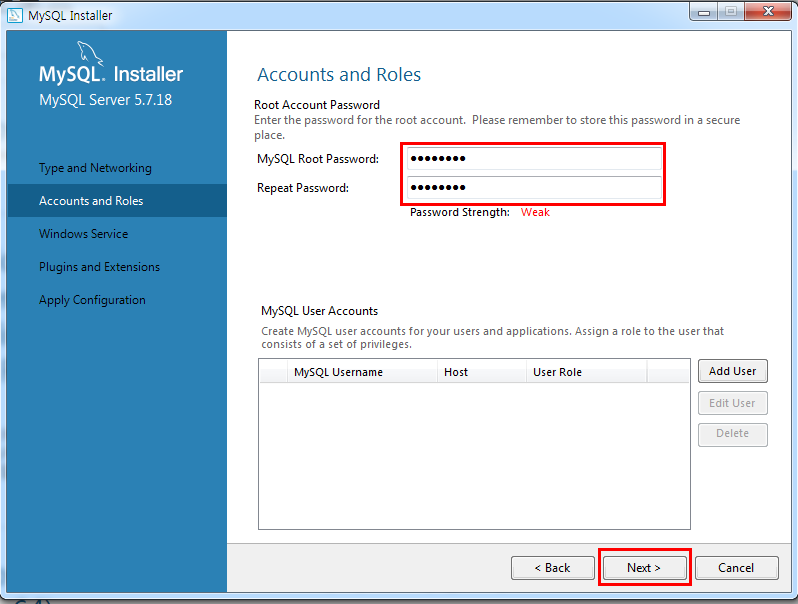 MySQL Installer
MySQL. Installer
MySQL Server 5.7.18
Type and Networking
Accounts and Roles
Windows Service
Plugins and Extensions
Apply Configuration
Accounts and Roles
Root Account Password
Enter the password for the root account. Please remember to store this password in a secure
place.
MySQL Root Password: ●●●●●●●●
Repeat Password: ●●●●●●●●
Password Strength: Weak
MySQL User Accounts
Create MySQL user accounts for your users and applications. Assign a role to the user that
consists of a set of privileges.
MySQL Username Host User Role
Add User
Edit User
Delete
< Back Next > Cancel